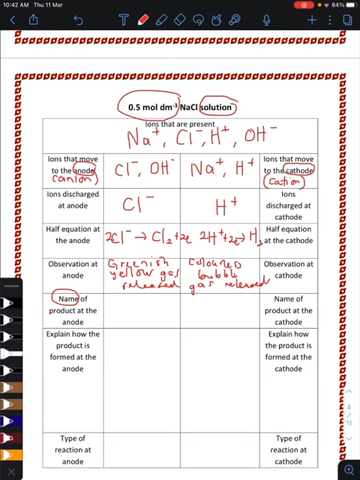 10:42 AM Thu 11 Mar
84%
0.5 mol dm⁻³ NaCl solution
Ions that are present
Na⁺, Cl⁻, H⁺, OH⁻
Ions that move to the anode (anion)
Cl⁻, OH⁻
Na⁺, H⁺
Ions that move to the cathode (cation)
Ions discharged at anode
Cl⁻
H⁺
Ions discharged at cathode
Half equation at the anode
2Cl⁻ → Cl₂ + 2e
2H⁺ + 2e → H₂
Half equation at the cathode
Observation at anode
Greenish yellow gas released
Colourless bubble gas released
Observation at cathode
Name of product at the anode
Name of product at the cathode
Explain how the product is formed at the anode
Explain how the product is formed at the cathode
Type of reaction at anode
Type of reaction at cathode
4
/
11